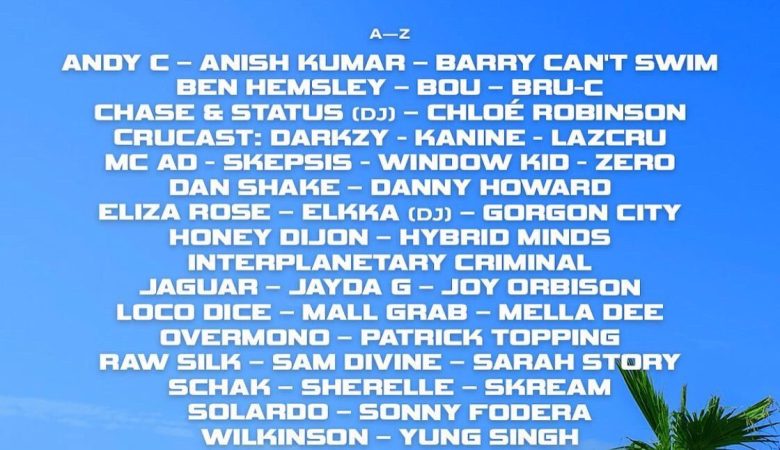 A—Z
ANDY C – ANISH KUMAR – BARRY CAN'T SWIM
BEN HEMSLEY – BOU – BRU-C
CHASE & STATUS (DJ) – CHLOÉ ROBINSON
CRUCAST: DARKZY - KANINE - LAZCRU
MC AD - SKEPSIS - WINDOW KID - ZERO
DAN SHAKE – DANNY HOWARD
ELIZA ROSE – ELKKA (DJ) – GORGON CITY
HONEY DIJON – HYBRID MINDS
INTERPLANETARY CRIMINAL
JAGUAR – JAYDA G – JOY ORBISON
LOCO DICE – MALL GRAB – MELLA DEE
OVERMONO – PATRICK TOPPING
RAW SILK – SAM DIVINE – SARAH STORY
SCHAK – SHERELLE – SKREAM
SOLARDO – SONNY FODERA
WILKINSON – YUNG SINGH